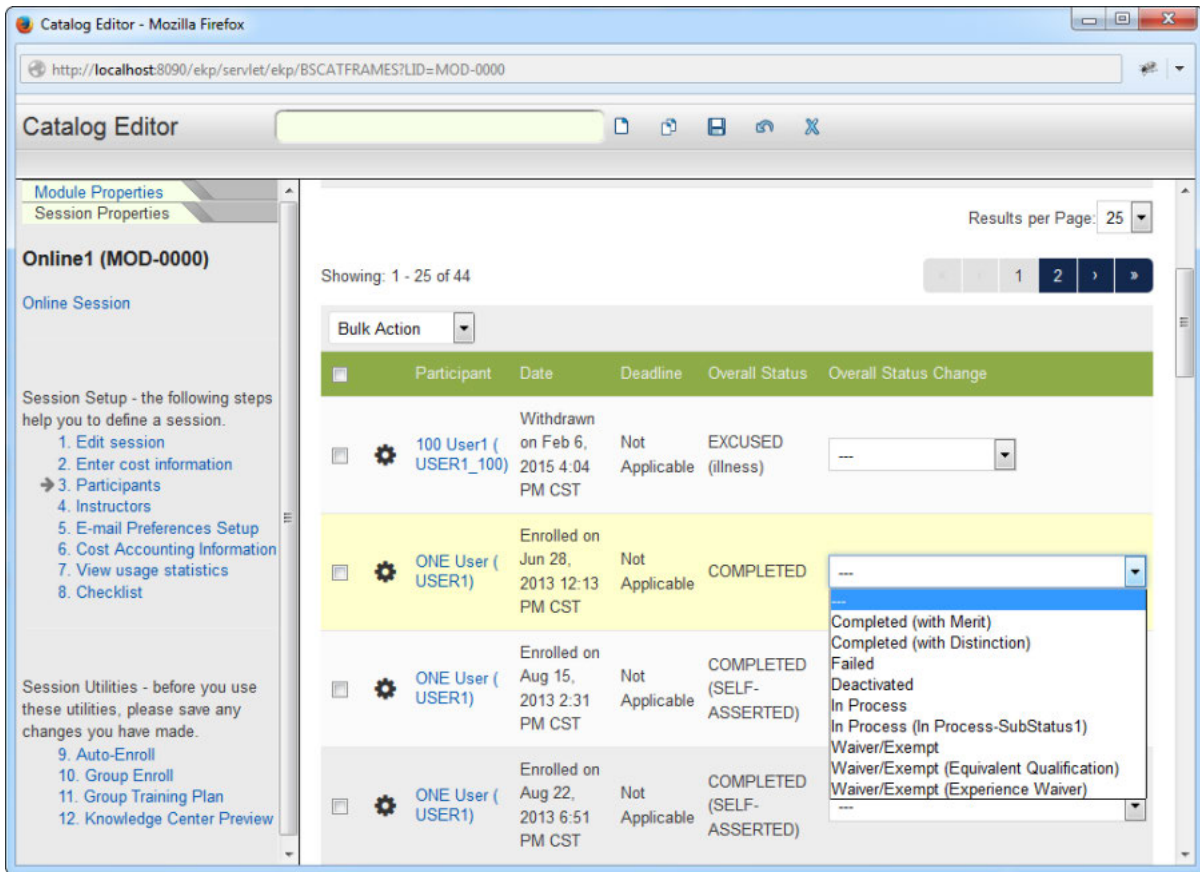 Catalog Editor - Mozilla Firefox
http://localhost:8090/ekp/servlet/ekp/BSCATFRAMES?LID=MOD-0000
Catalog Editor
Module Properties
Session Properties
Online1 (MOD-0000)
Online Session
Session Setup - the following steps
help you to define a session.
1. Edit session
2. Enter cost information
3. Participants
4. Instructors
5. E-mail Preferences Setup
6. Cost Accounting Information
7. View usage statistics
8. Checklist
Session Utilities - before you use
these utilities, please save any
changes you have made.
9. Auto-Enroll
10. Group Enroll
11. Group Training Plan
12. Knowledge Center Preview
Results per Page: 25
Showing: 1 - 25 of 44
« ‹ 1 2 › »
Bulk Action
Participant Date Deadline Overall Status Overall Status Change
100 User1 (
USER1_100)
Withdrawn
on Feb 6,
2015 4:04
PM CST
Not
Applicable
EXCUSED
(illness)
---
ONE User (
USER1)
Enrolled on
Jun 28,
2013 12:13
PM CST
Not
Applicable
COMPLETED
---
---
Completed (with Merit)
Completed (with Distinction)
Failed
Deactivated
In Process
In Process (In Process-SubStatus1)
Waiver/Exempt
Waiver/Exempt (Equivalent Qualification)
Waiver/Exempt (Experience Waiver)
ONE User (
USER1)
Enrolled on
Aug 15,
2013 2:31
PM CST
Not
Applicable
COMPLETED
(SELF-
ASSERTED)
ONE User (
USER1)
Enrolled on
Aug 22,
2013 6:51
PM CST
Not
Applicable
COMPLETED
(SELF-
ASSERTED)
---